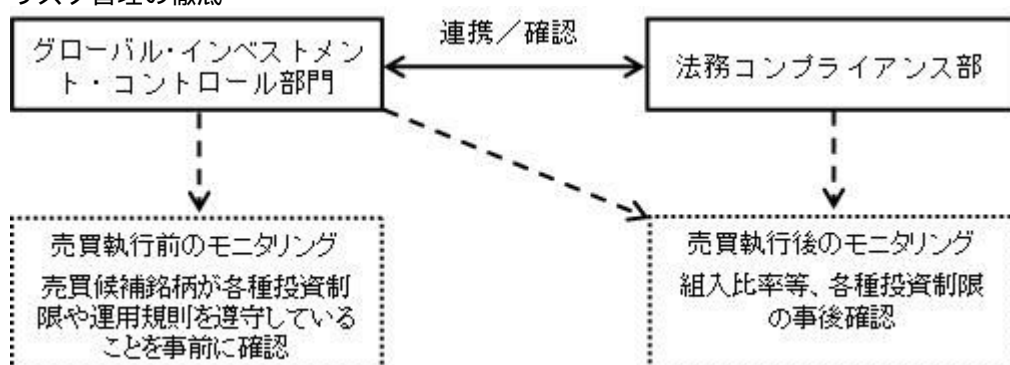 リスク管理の徹底
連携／確認
グローバル・インベストメン
ト・コントロール部門
法務コンプライアンス部
売買執行前のモニタリング
売買候補銘柄が各種投資制
限や運用規則を遵守している
ことを事前に確認
売買執行後のモニタリング
組入比率等、各種投資制限
の事後確認